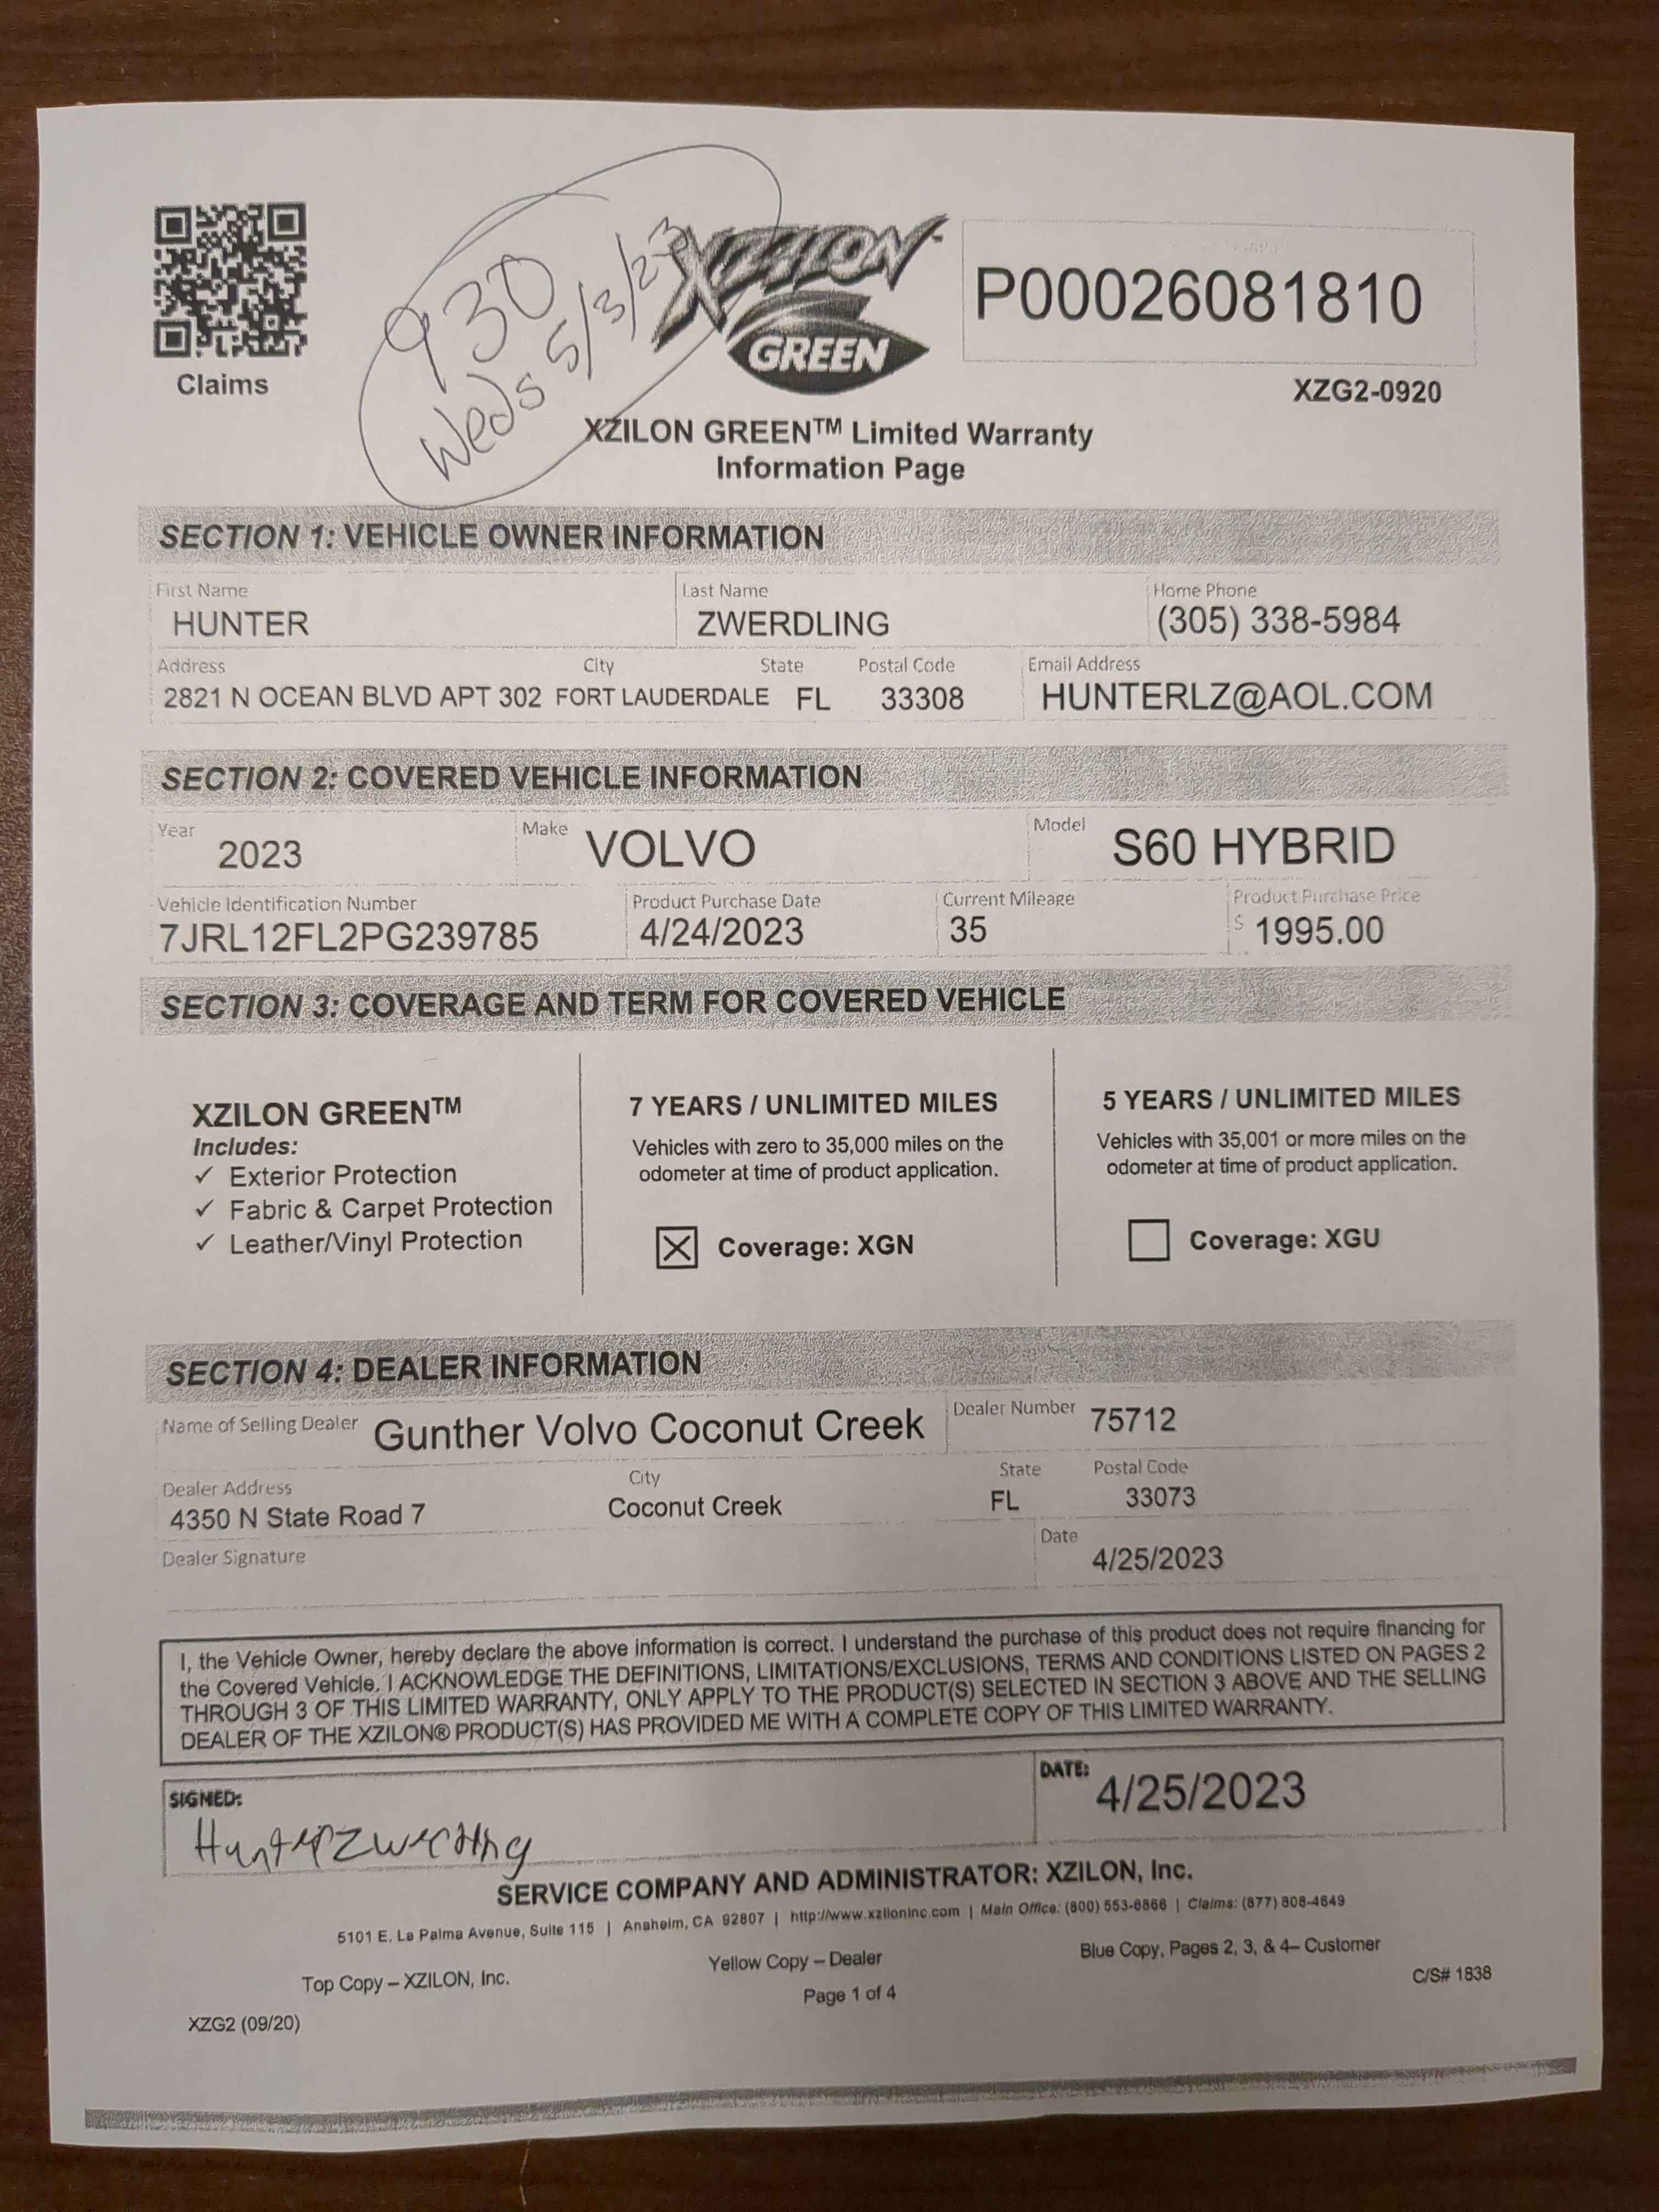 930
Weds 5/3/23
XZILON
GREEN
P00026081810
Claims
XZG2-0920
XZILON GREEN™ Limited Warranty
Information Page
SECTION 1: VEHICLE OWNER INFORMATION
First Name Last Name Home Phone
HUNTER ZWERDLING (305) 338-5984
Address City State Postal Code Email Address
2821 N OCEAN BLVD APT 302 FORT LAUDERDALE FL 33308 HUNTERLZ@AOL.COM
SECTION 2: COVERED VEHICLE INFORMATION
Year 2023 Make VOLVO Model S60 HYBRID
Vehicle Identification Number Product Purchase Date Current Mileage Product Purchase Price
7JRL12FL2PG239785 4/24/2023 35 $ 1995.00
SECTION 3: COVERAGE AND TERM FOR COVERED VEHICLE
XZILON GREEN™
Includes:
✓ Exterior Protection
✓ Fabric & Carpet Protection
✓ Leather/Vinyl Protection
7 YEARS / UNLIMITED MILES
Vehicles with zero to 35,000 miles on the
odometer at time of product application.
☒ Coverage: XGN
5 YEARS / UNLIMITED MILES
Vehicles with 35,001 or more miles on the
odometer at time of product application.
☐ Coverage: XGU
SECTION 4: DEALER INFORMATION
Name of Selling Dealer Gunther Volvo Coconut Creek Dealer Number 75712
Dealer Address City State Postal Code
4350 N State Road 7 Coconut Creek FL 33073
Dealer Signature Date
4/25/2023
I, the Vehicle Owner, hereby declare the above information is correct. I understand the purchase of this product does not require financing for
the Covered Vehicle. I ACKNOWLEDGE THE DEFINITIONS, LIMITATIONS/EXCLUSIONS, TERMS AND CONDITIONS LISTED ON PAGES 2
THROUGH 3 OF THIS LIMITED WARRANTY, ONLY APPLY TO THE PRODUCT(S) SELECTED IN SECTION 3 ABOVE AND THE SELLING
DEALER OF THE XZILON® PRODUCT(S) HAS PROVIDED ME WITH A COMPLETE COPY OF THIS LIMITED WARRANTY.
SIGNED: DATE: 4/25/2023
Hunter Zwerdling
SERVICE COMPANY AND ADMINISTRATOR: XZILON, Inc.
5101 E. La Palma Avenue, Suite 115 | Anaheim, CA 92807 | http://www.xziloninc.com | Main Office: (800) 553-6866 | Claims: (877) 808-4649
Top Copy – XZILON, Inc. Yellow Copy – Dealer Blue Copy, Pages 2, 3, & 4– Customer
Page 1 of 4
C/S# 1838
XZG2 (09/20)